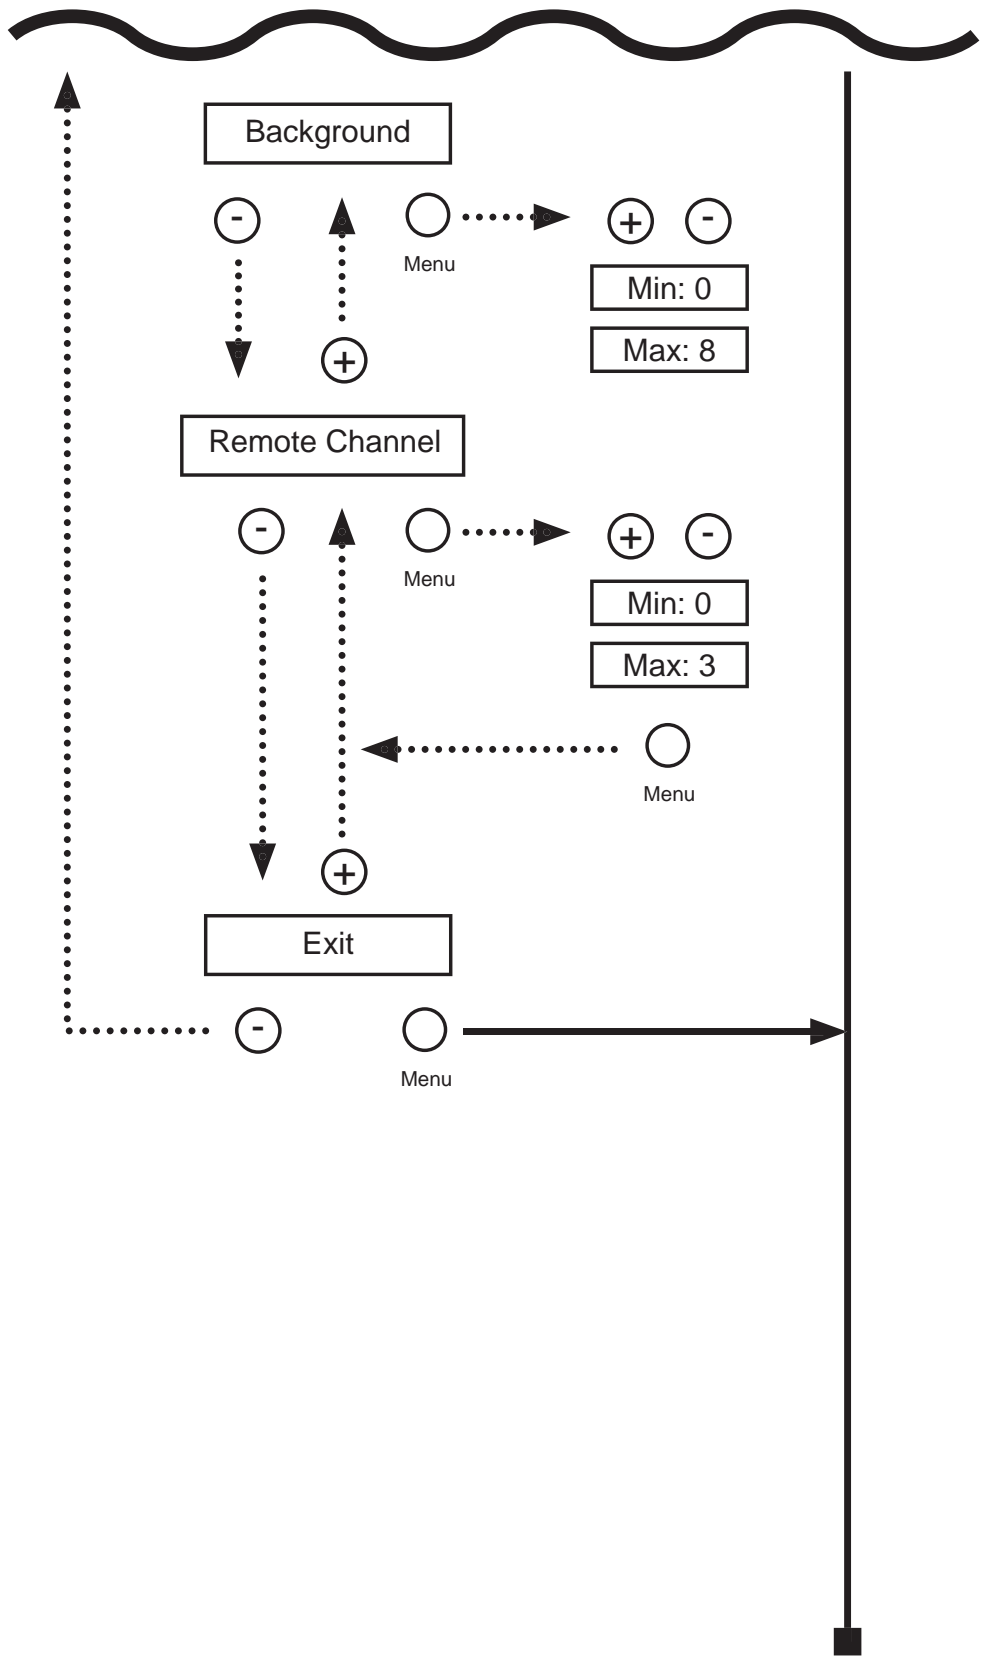 Background
-
Menu
+ -
Min: 0
Max: 8
+
Remote Channel
-
Menu
+ -
Min: 0
Max: 3
Menu
+
Exit
-
Menu